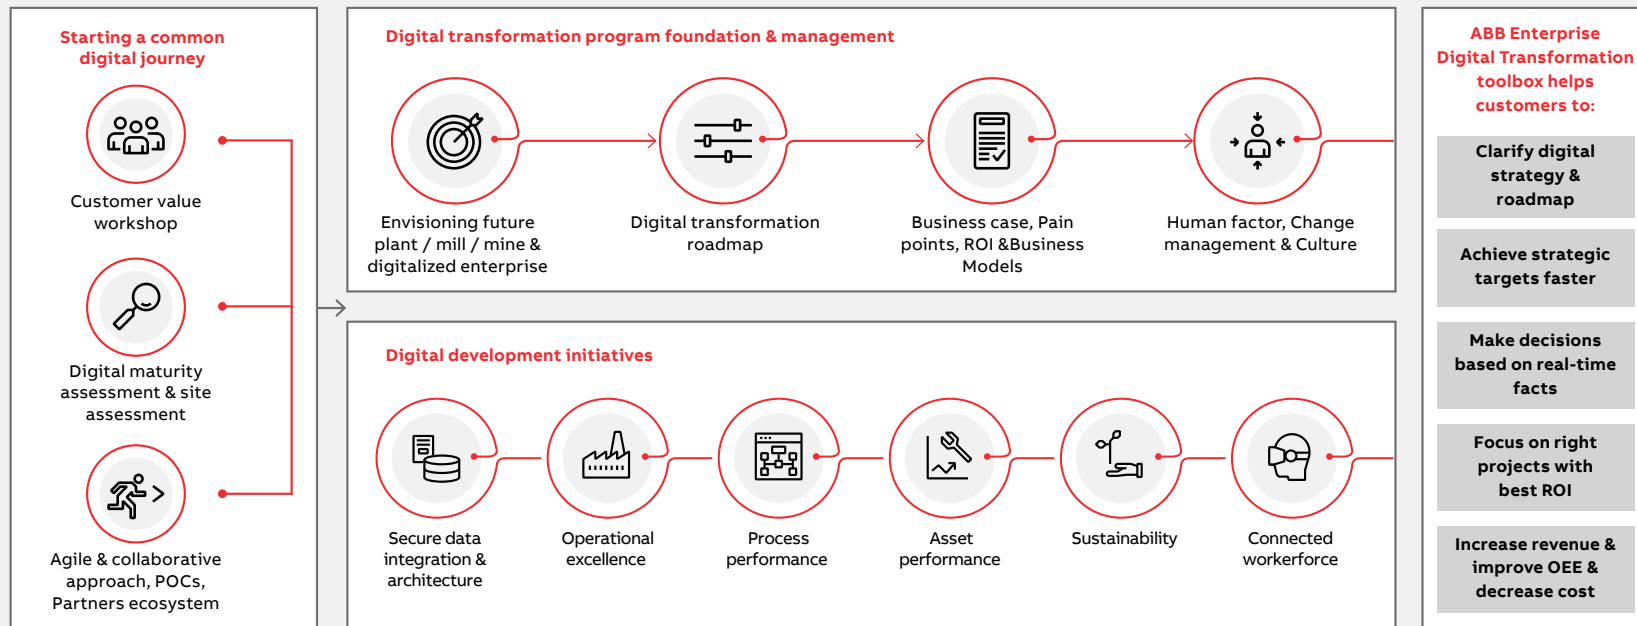 Starting a common
digital journey
Customer value
workshop
Digital maturity
assessment & site
assessment
Agile & collaborative
approach, POCs,
Partners ecosystem
Digital transformation program foundation & management
Envisioning future
plant / mill / mine &
digitalized enterprise
Digital transformation
roadmap
Business case, Pain
points, ROI &Business
Models
Human factor, Change
management & Culture
Digital development initiatives
Secure data
integration &
architecture
Operational
excellence
Process
performance
Asset
performance
Sustainability
Connected
workerforce
ABB Enterprise
Digital Transformation
toolbox helps
customers to:
Clarify digital
strategy &
roadmap
Achieve strategic
targets faster
Make decisions
based on real-time
facts
Focus on right
projects with
best ROI
Increase revenue &
improve OEE &
decrease cost